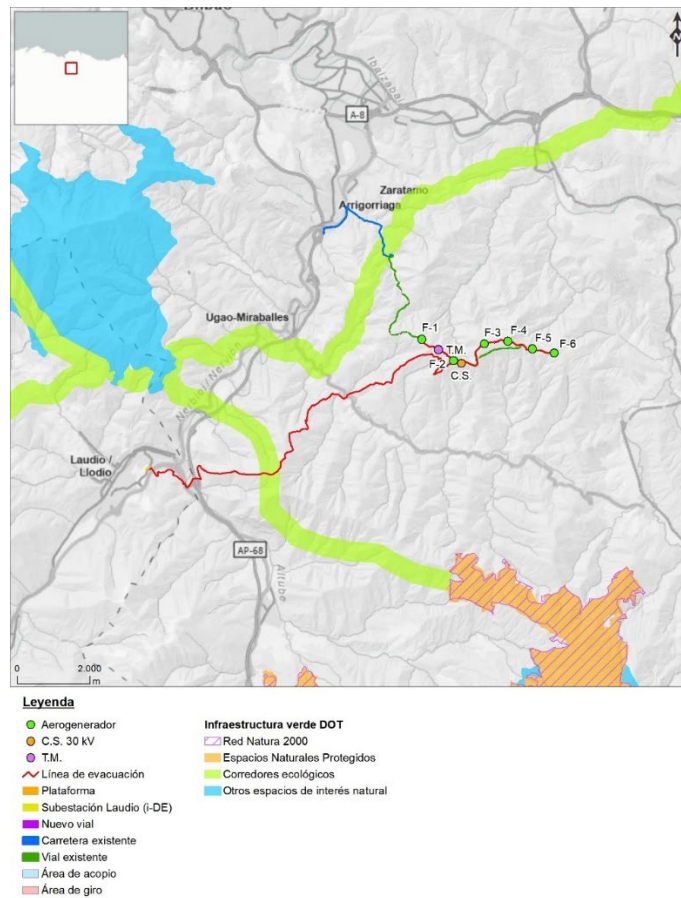 Bilbao
Ibaizabal
A-8
Zaratamo
Arrigorriaga
Ugao-Miraballes
F-1
F-3
F-4
F-5
F-6
T.M.
F-2
C.S.
Nerbioi / Nervión
Laudio /
Llodio
AP-68
Altube
0 2.000
m
Leyenda
Aerogenerador
C.S. 30 kV
T.M.
Línea de evacuación
Plataforma
Subestación Laudio (i-DE)
Nuevo vial
Carretera existente
Vial existente
Área de acopio
Área de giro
Infraestructura verde DOT
Red Natura 2000
Espacios Naturales Protegidos
Corredores ecológicos
Otros espacios de interés natural